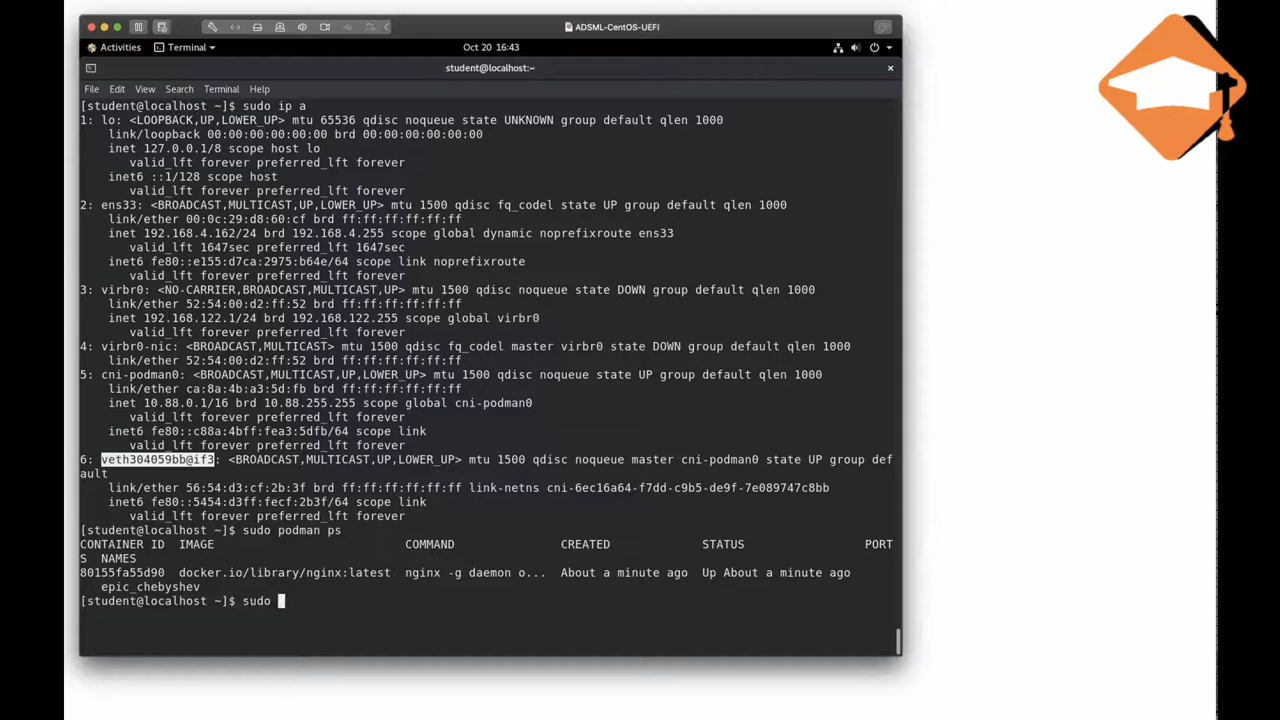 ADSML-CentOS-UEFI
Activities Terminal Oct 20 16:43
student@localhost:~
File Edit View Search Terminal Help
[student@localhost ~]$ sudo ip a
1: lo: <LOOPBACK,UP,LOWER_UP> mtu 65536 qdisc noqueue state UNKNOWN group default qlen 1000
    link/loopback 00:00:00:00:00:00 brd 00:00:00:00:00:00
    inet 127.0.0.1/8 scope host lo
       valid_lft forever preferred_lft forever
    inet6 ::1/128 scope host
       valid_lft forever preferred_lft forever
2: ens33: <BROADCAST,MULTICAST,UP,LOWER_UP> mtu 1500 qdisc fq_codel state UP group default qlen 1000
    link/ether 00:0c:29:d8:60:cf brd ff:ff:ff:ff:ff:ff
    inet 192.168.4.162/24 brd 192.168.4.255 scope global dynamic noprefixroute ens33
       valid_lft 1647sec preferred_lft 1647sec
    inet6 fe80::e155:d7ca:2975:b64e/64 scope link noprefixroute
       valid_lft forever preferred_lft forever
3: virbr0: <NO-CARRIER,BROADCAST,MULTICAST,UP> mtu 1500 qdisc noqueue state DOWN group default qlen 1000
    link/ether 52:54:00:d2:ff:52 brd ff:ff:ff:ff:ff:ff
    inet 192.168.122.1/24 brd 192.168.122.255 scope global virbr0
       valid_lft forever preferred_lft forever
4: virbr0-nic: <BROADCAST,MULTICAST> mtu 1500 qdisc fq_codel master virbr0 state DOWN group default qlen 1000
    link/ether 52:54:00:d2:ff:52 brd ff:ff:ff:ff:ff:ff
5: cni-podman0: <BROADCAST,MULTICAST,UP,LOWER_UP> mtu 1500 qdisc noqueue state UP group default qlen 1000
    link/ether ca:8a:4b:a3:5d:fb brd ff:ff:ff:ff:ff:ff
    inet 10.88.0.1/16 brd 10.88.255.255 scope global cni-podman0
       valid_lft forever preferred_lft forever
    inet6 fe80::c88a:4bff:fea3:5dfb/64 scope link
       valid_lft forever preferred_lft forever
6: veth304059bb@if3: <BROADCAST,MULTICAST,UP,LOWER_UP> mtu 1500 qdisc noqueue master cni-podman0 state UP group def
ault
    link/ether 56:54:d3:cf:2b:3f brd ff:ff:ff:ff:ff:ff link-netns cni-6ec16a64-f7dd-c9b5-de9f-7e089747c8bb
    inet6 fe80::5454:d3ff:fecf:2b3f/64 scope link
       valid_lft forever preferred_lft forever
[student@localhost ~]$ sudo podman ps
CONTAINER ID  IMAGE                           COMMAND               CREATED             STATUS                 PORT
S  NAMES
80155fa55d90  docker.io/library/nginx:latest  nginx -g daemon o...  About a minute ago  Up About a minute ago
   epic_chebyshev
[student@localhost ~]$ sudo